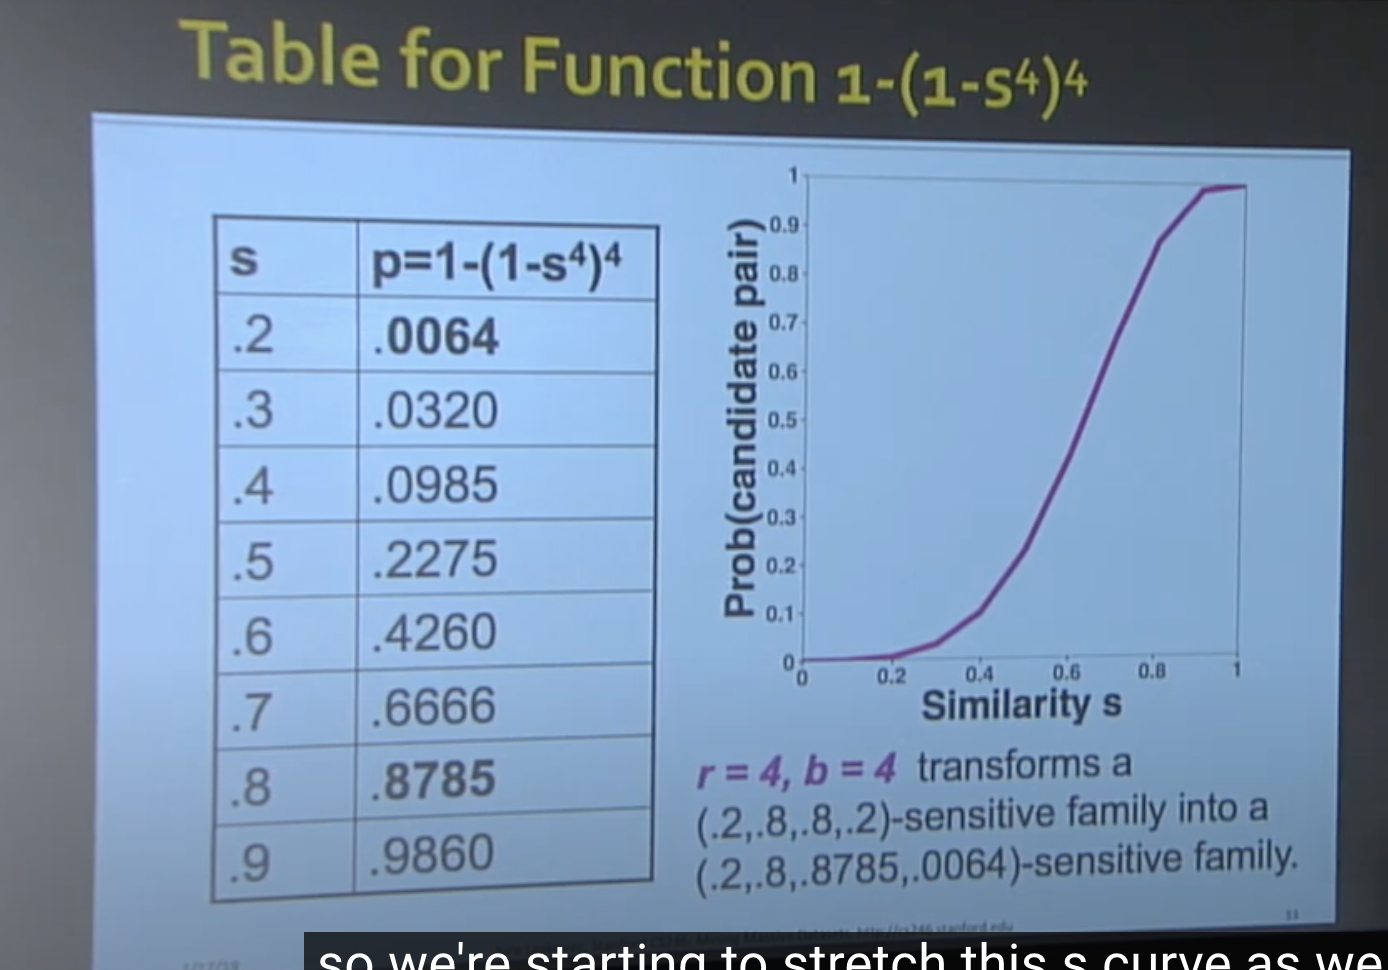 Table for Function 1-(1-s⁴)⁴
s p=1-(1-s⁴)⁴
.2 .0064
.3 .0320
.4 .0985
.5 .2275
.6 .4260
.7 .6666
.8 .8785
.9 .9860
Prob(candidate pair)
1
0.9
0.8
0.7
0.6
0.5
0.4
0.3
0.2
0.1
0
0 0.2 0.4 0.6 0.8 1
Similarity s
r = 4, b = 4 transforms a
(.2,.8,.8,.2)-sensitive family into a
(.2,.8,.8785,.0064)-sensitive family.
so we're starting to stretch this s curve as we